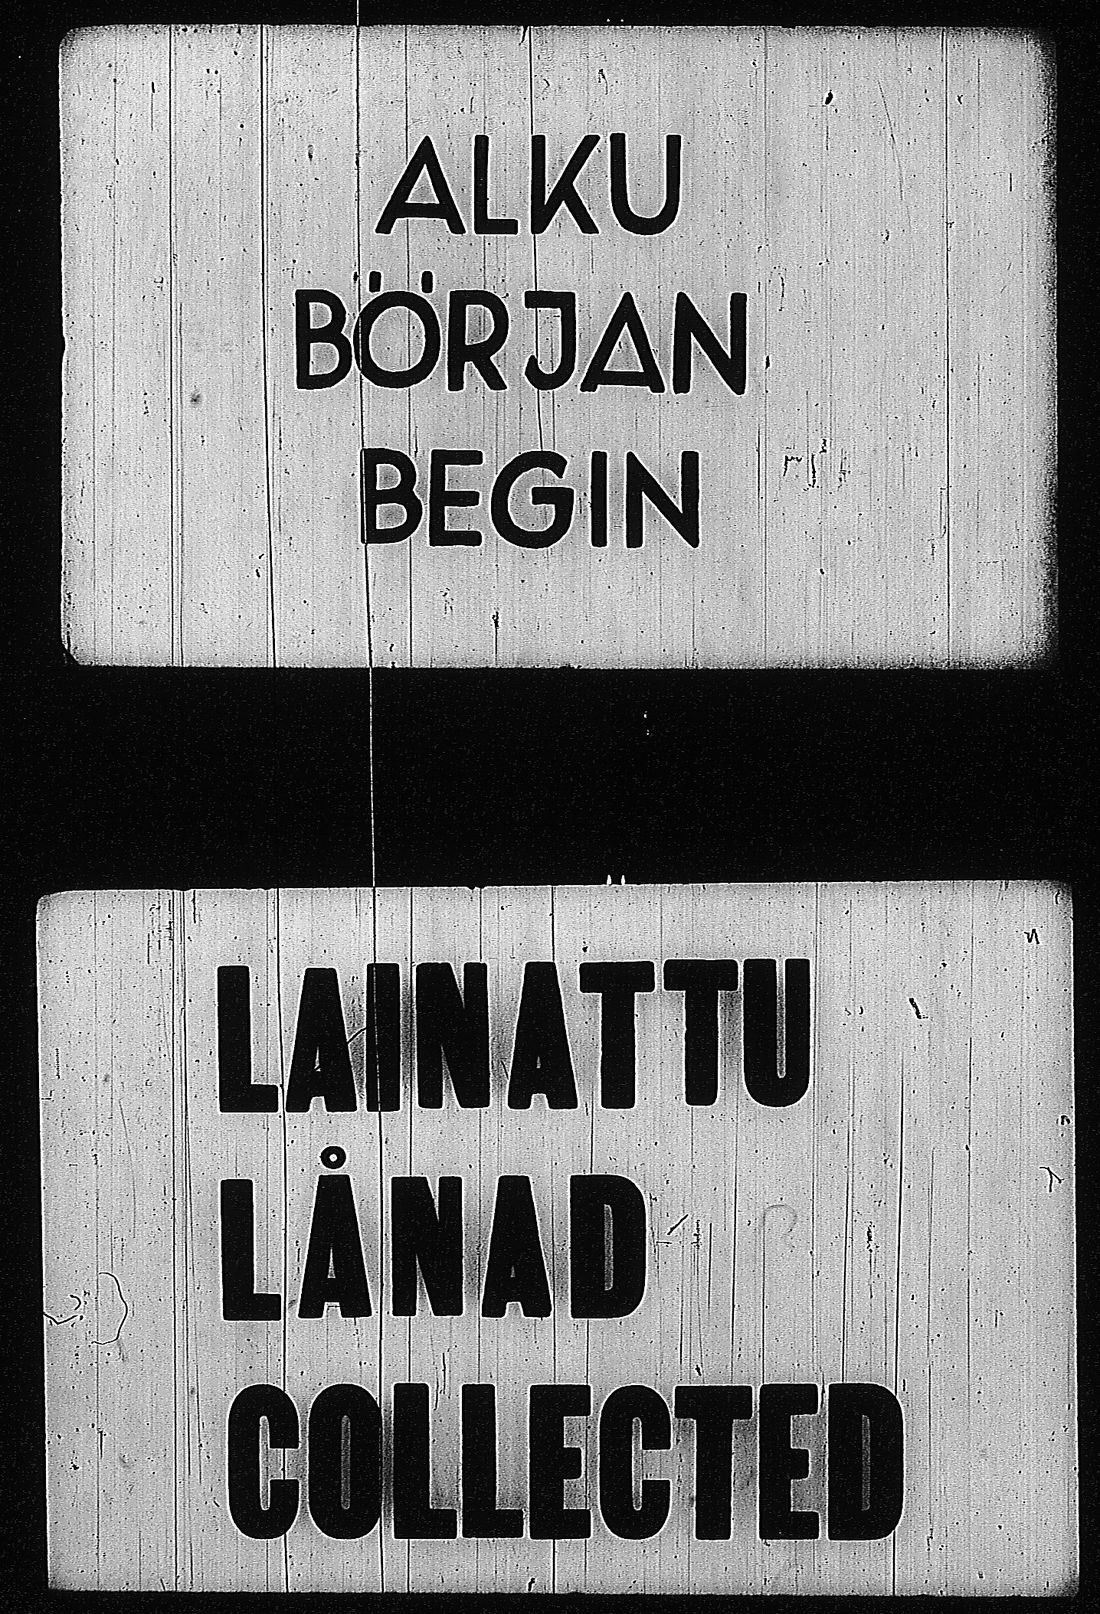 ALKU
BÖRJAN
BEGIN
LAINATTU
LÅNAD
COLLECTED